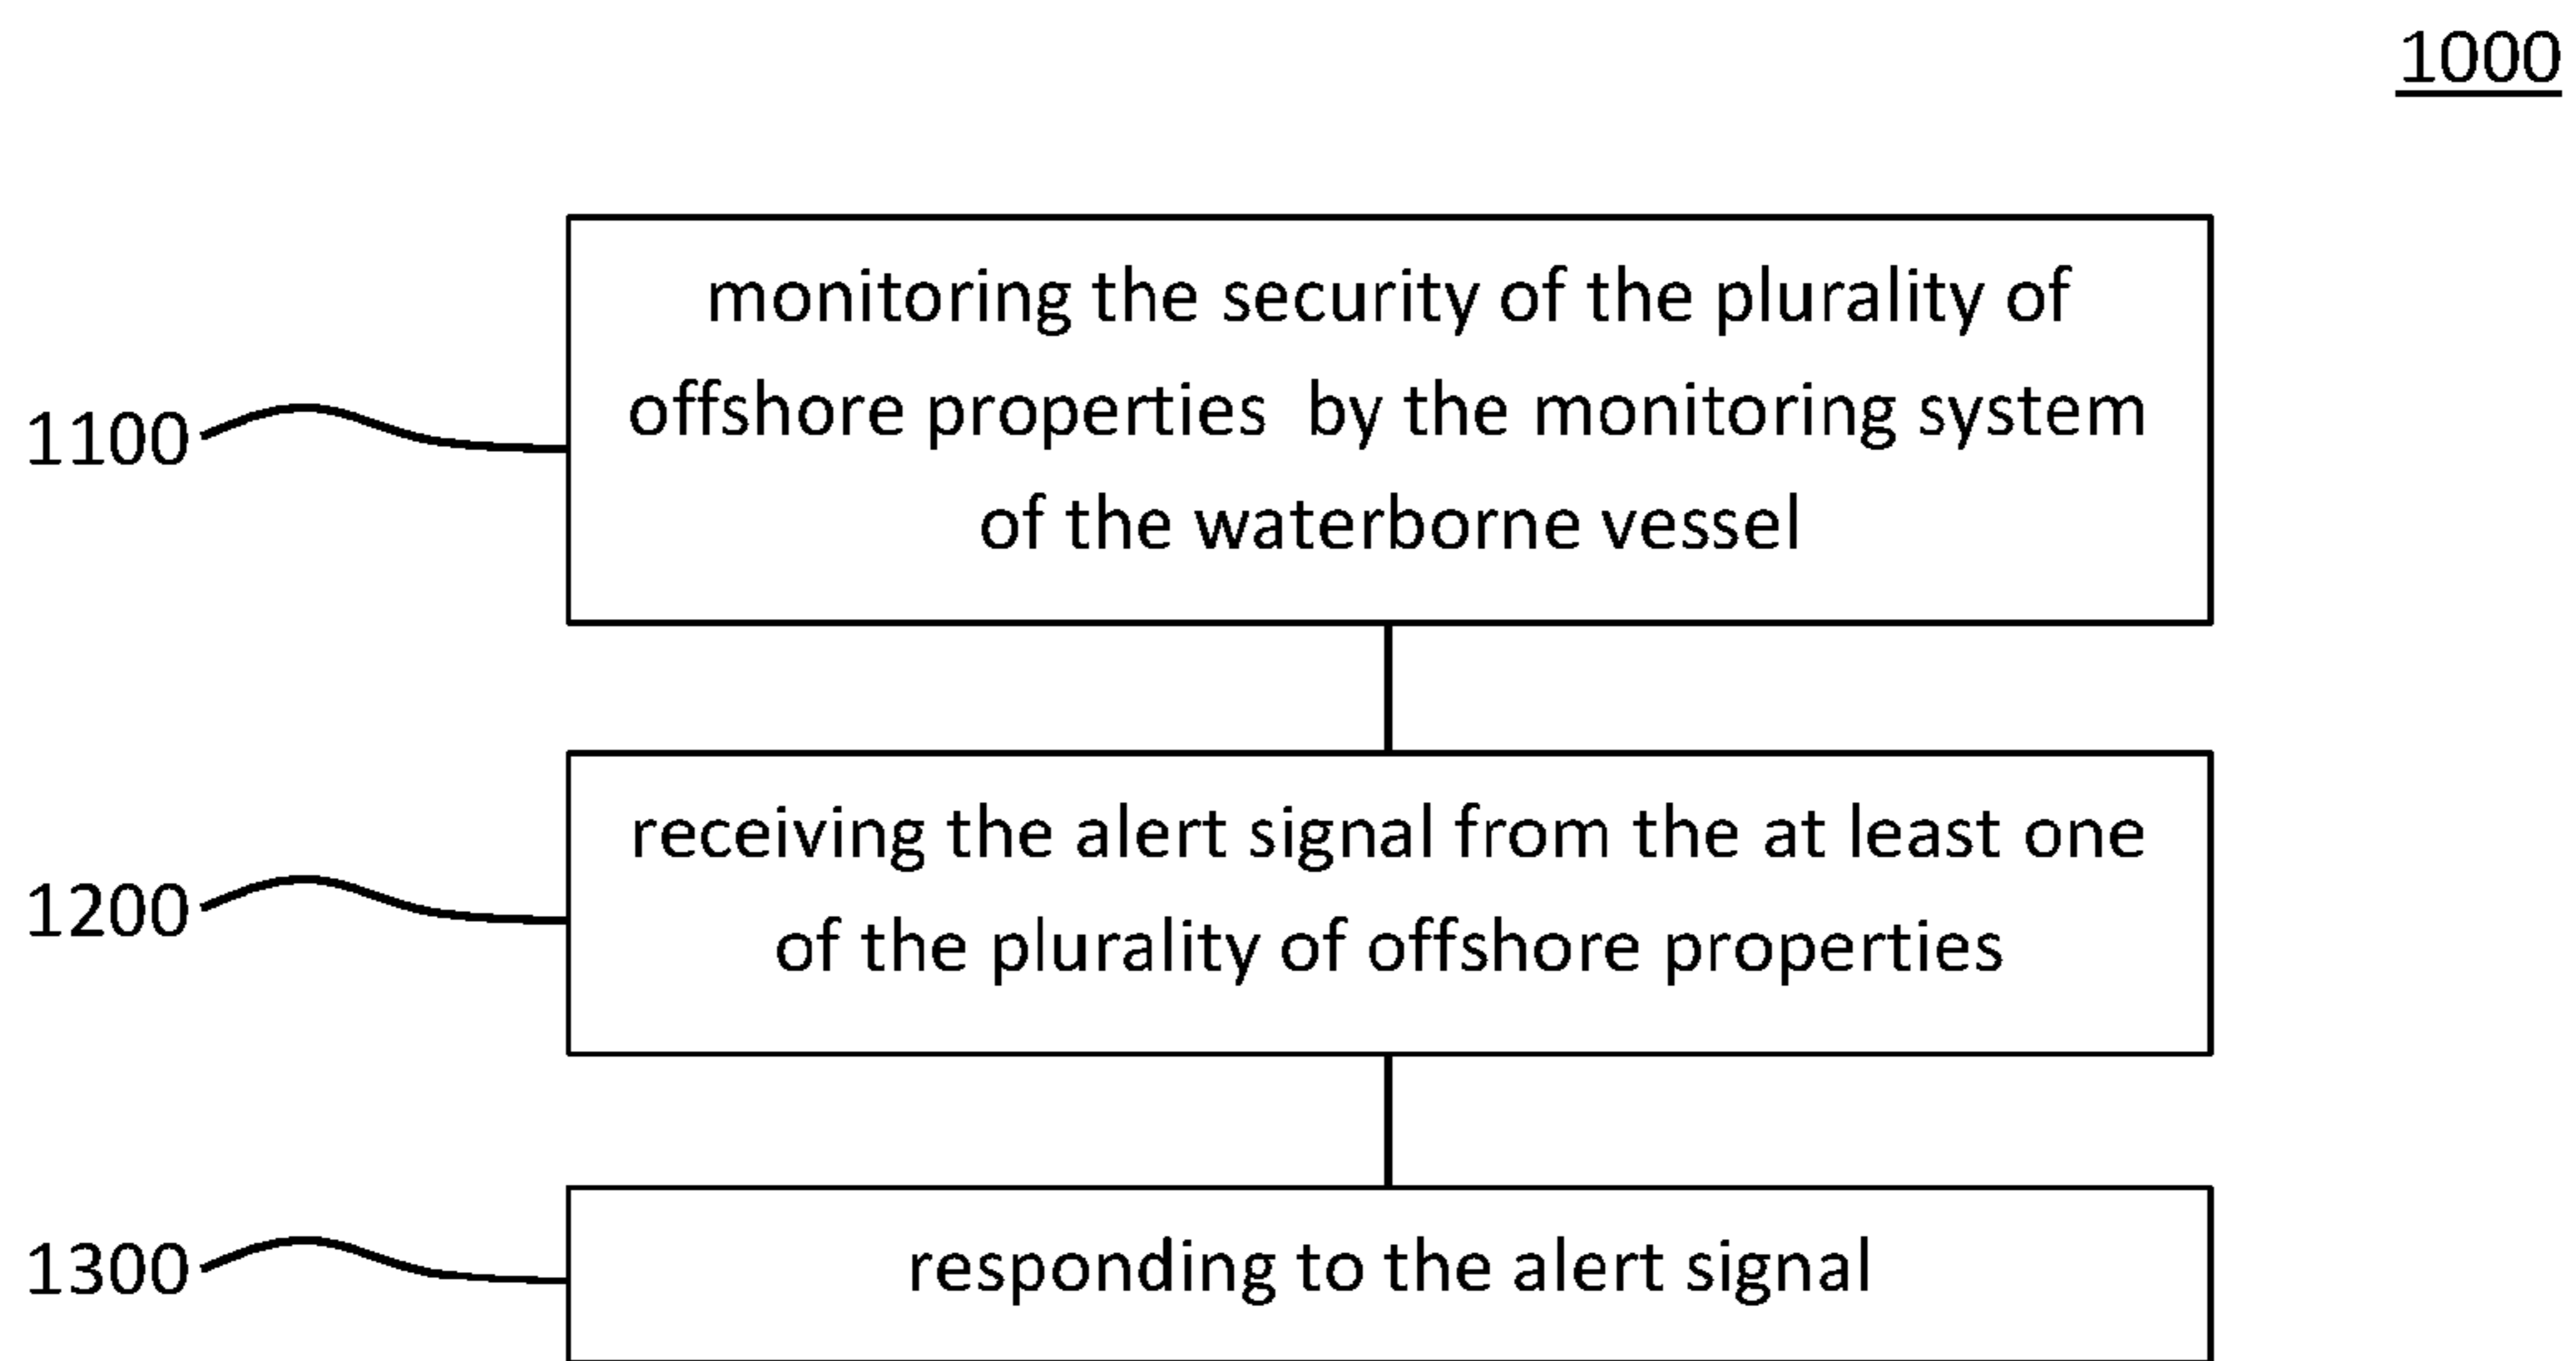 1000
monitoring the security of the plurality of
offshore properties by the monitoring system
of the waterborne vessel
1100
receiving the alert signal from the at least one
of the plurality of offshore properties
1200
responding to the alert signal
1300